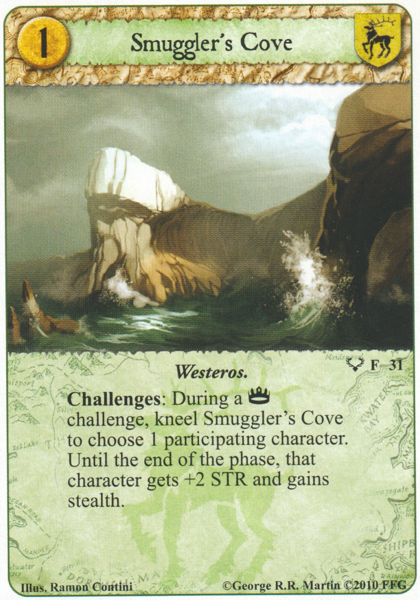 1
Smuggler's Cove
Westeros.
F 31
Challenges: During a
challenge, kneel Smuggler's Cove
to choose 1 participating character.
Until the end of the phase, that
character gets +2 STR and gains
stealth.
Illus. Ramon Contini
©George R.R. Martin ©2010 FFG